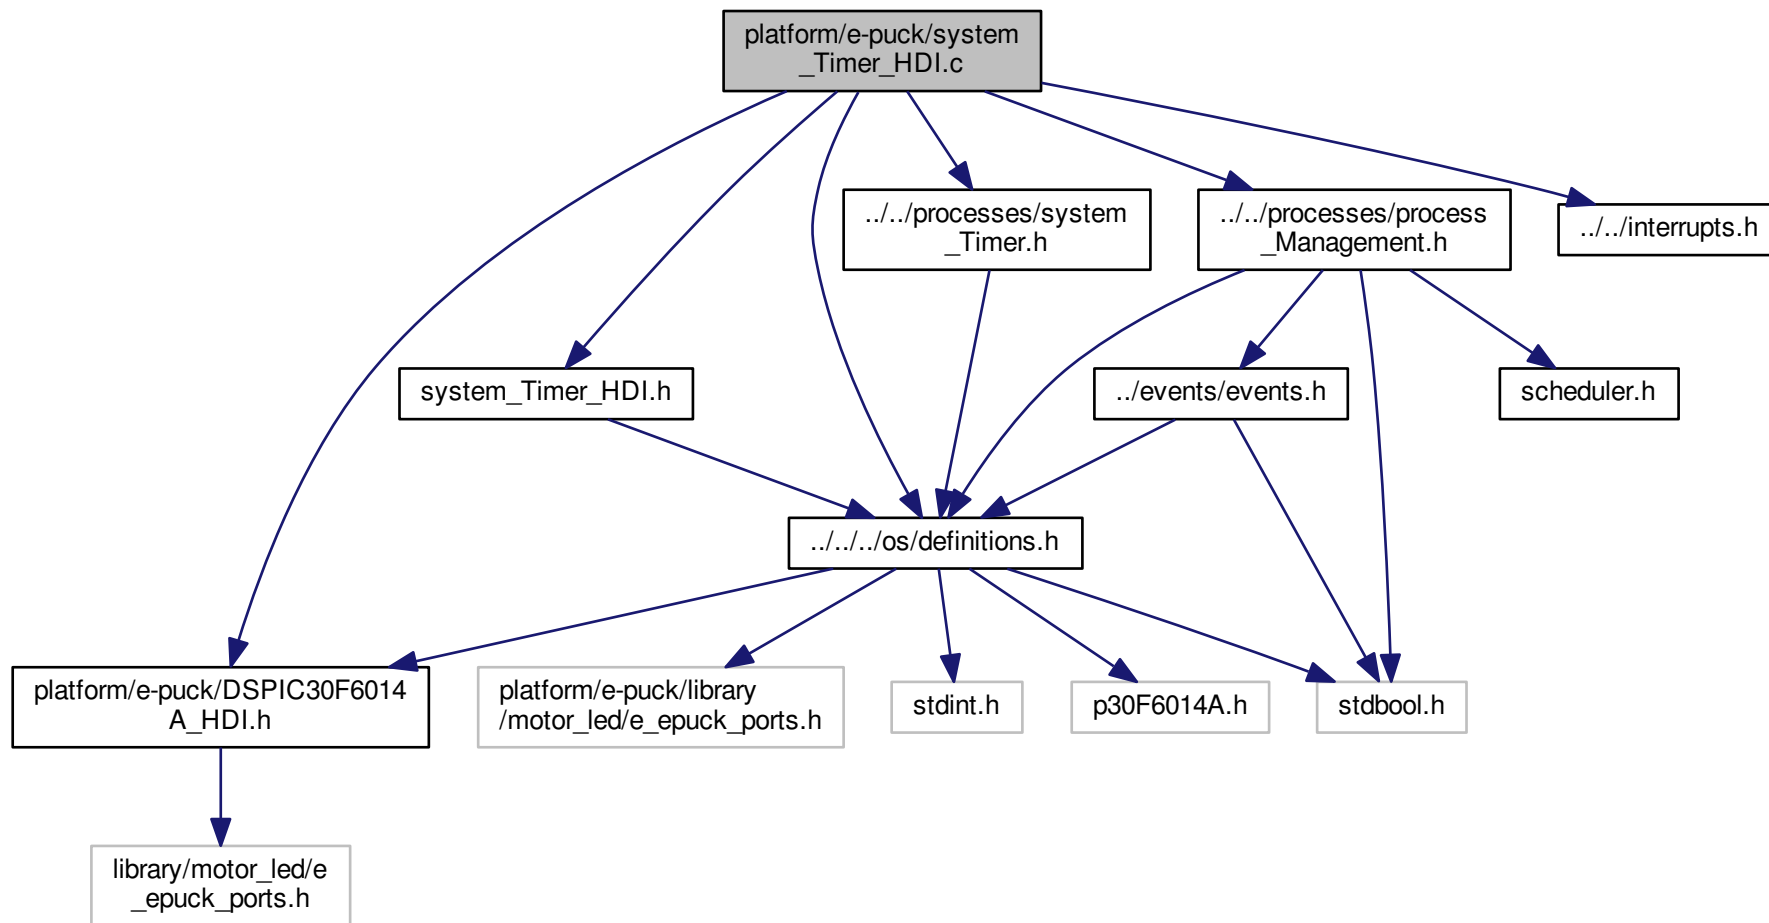 platform/e-puck/system
_Timer_HDI.c
../../processes/system
_Timer.h
../../processes/process
_Management.h
../../interrupts.h
system_Timer_HDI.h
../events/events.h
scheduler.h
../../../os/definitions.h
platform/e-puck/DSPIC30F6014
A_HDI.h
platform/e-puck/library
/motor_led/e_epuck_ports.h
stdint.h
p30F6014A.h
stdbool.h
library/motor_led/e
_epuck_ports.h